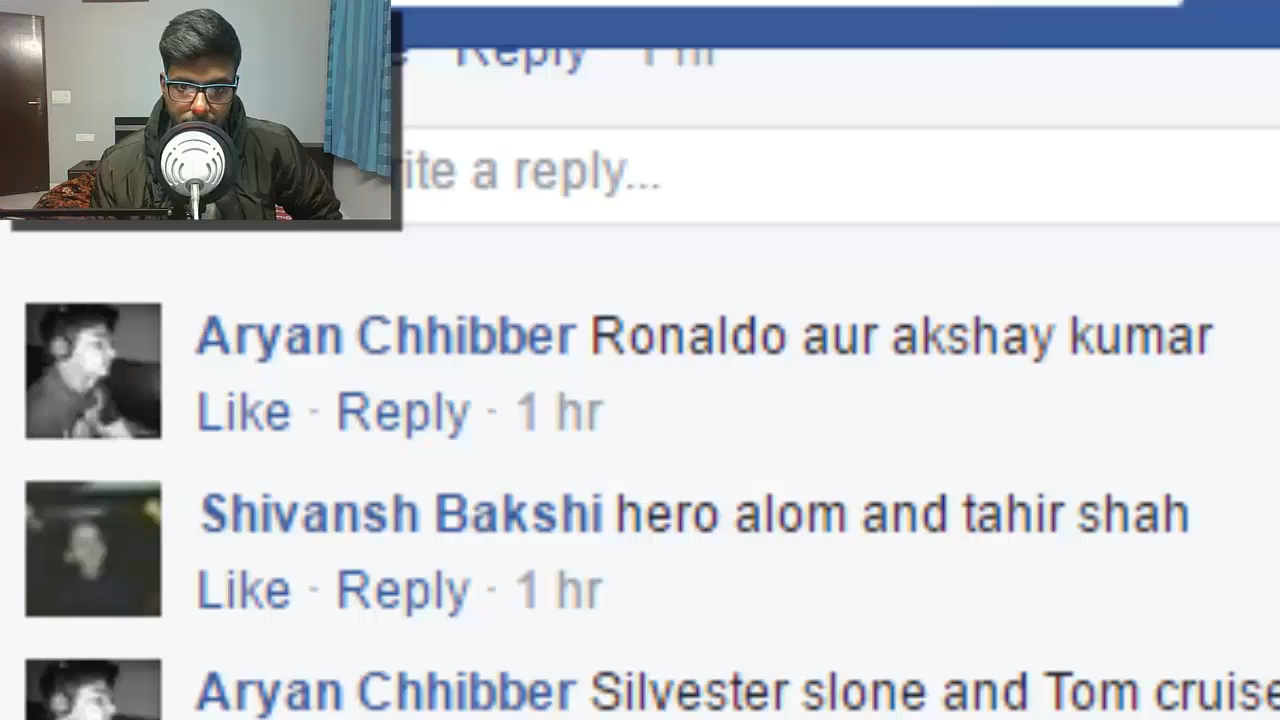 Reply 1 hr
ite a reply...
Aryan Chhibber Ronaldo aur akshay kumar
Like · Reply · 1 hr
Shivansh Bakshi hero alom and tahir shah
Like · Reply · 1 hr
Aryan Chhibber Silvester slone and Tom cruise